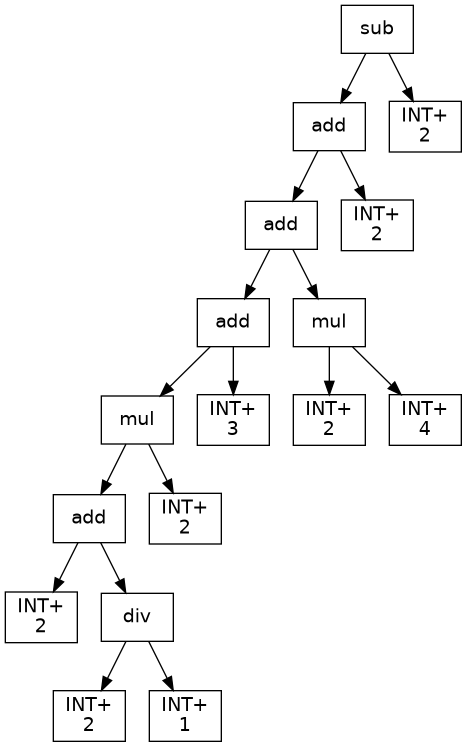 sub
add
INT+
2
add
INT+
2
add
mul
mul
INT+
3
INT+
2
INT+
4
add
INT+
2
INT+
2
div
INT+
2
INT+
1